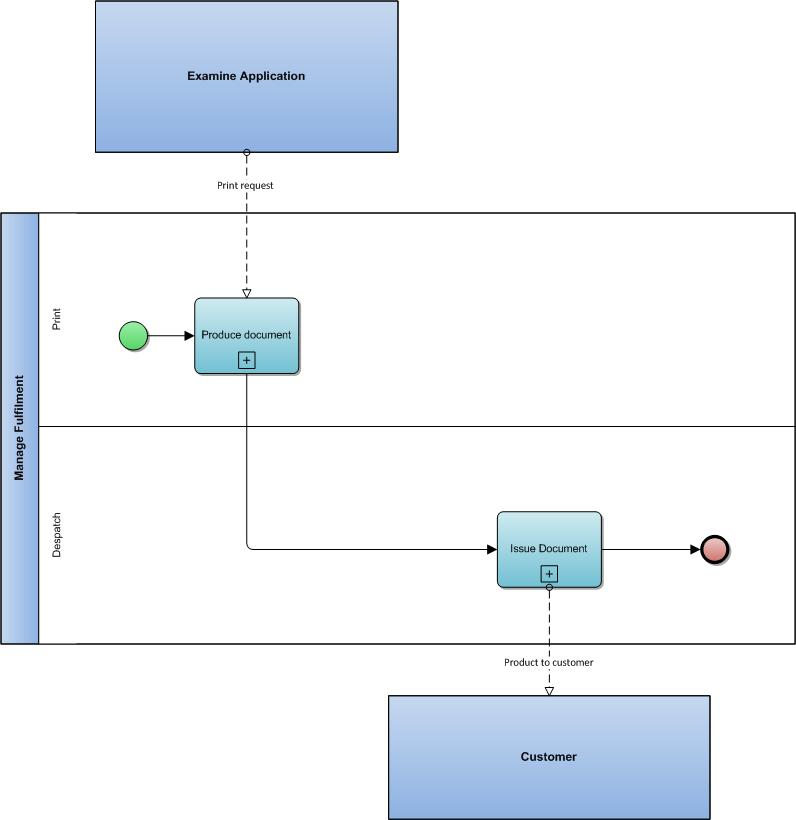 Examine Application
Print request
Manage Fulfilment
Print
Produce document
Despatch
Issue Document
Product to customer
Customer